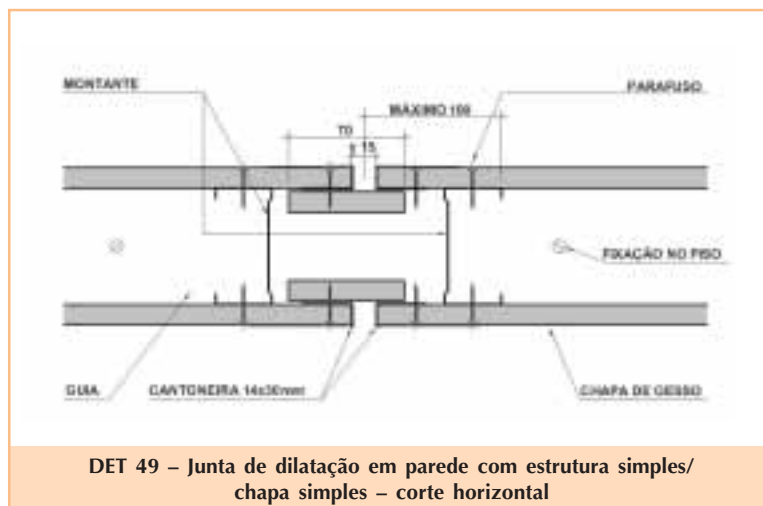 MONTANTE
PARAFUSO
MÁXIMO 100
70
15
FIXAÇÃO NO PISO
GUIA
CANTONEIRA 14x30mm
CHAPA DE GESSO
DET 49 – Junta de dilatação em parede com estrutura simples/
chapa simples – corte horizontal